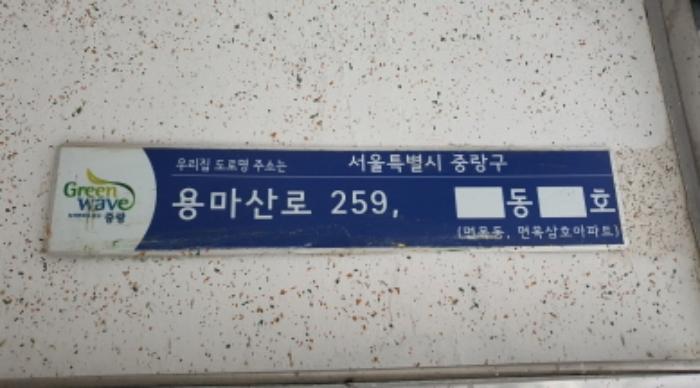 우리집 도로명 주소는 서울특별시 중랑구
Green
wave
중랑
용마산로 259, 동 호
(면목동, 면목삼호아파트)